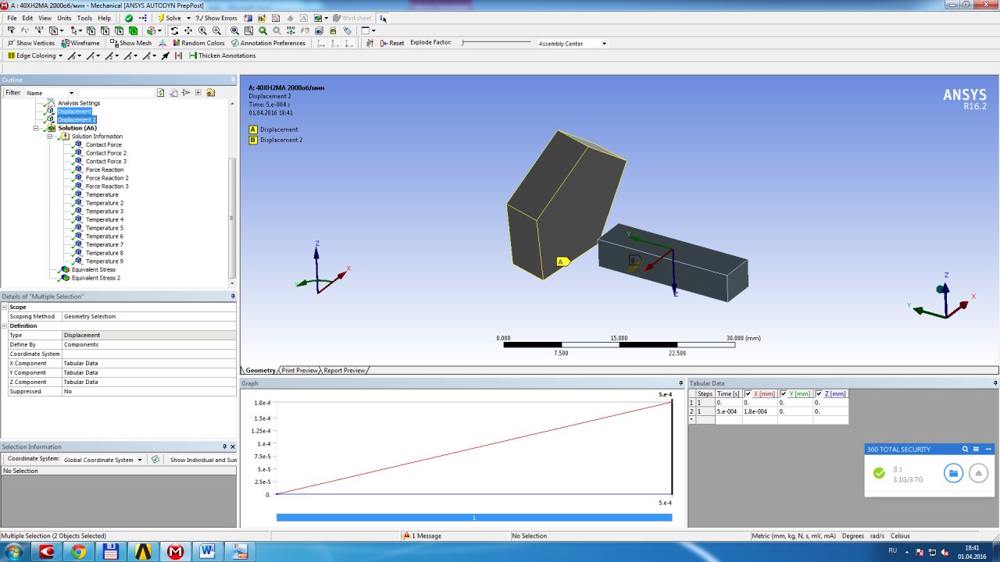 A : 40ХН2МА 2000об/мин - Mechanical [ANSYS AUTODYN PrepPost]
File Edit View Units Tools Help Solve ?/Show Errors Worksheet
Show Vertices Wireframe Show Mesh Random Colors Annotation Preferences Reset Explode Factor: Assembly Center
Edge Coloring Thicken Annotations
Outline
Filter: Name
Analysis Settings
Displacement
Displacement 2
Solution (A6)
Solution Information
Contact Force
Contact Force 2
Contact Force 3
Force Reaction
Force Reaction 2
Force Reaction 3
Temperature
Temperature 2
Temperature 3
Temperature 4
Temperature 5
Temperature 6
Temperature 7
Temperature 8
Temperature 9
Equivalent Stress
Equivalent Stress 2
Details of "Multiple Selection"
Scope
Scoping Method Geometry Selection
Definition
Type Displacement
Define By Components
Coordinate System
X Component Tabular Data
Y Component Tabular Data
Z Component Tabular Data
Suppressed No
Selection Information
Coordinate System: Global Coordinate System Show Individual and Sum
No Selection
A: 40ХН2МА 2000об/мин
Displacement 2
Time: 5.e-004 s
01.04.2016 18:41
A Displacement
B Displacement 2
ANSYS
R16.2
Z
X
Y
A
B
Y
Z
Z
X
Y
0.000 15.000 30.000 (mm)
7.500 22.500
Geometry Print Preview Report Preview
Graph
5.e-4
1.8e-4
1.5e-4
1.25e-4
1.e-4
7.5e-5
5.e-5
2.5e-5
0.
5.e-4
1
Tabular Data
Steps Time [s] X [mm] Y [mm] Z [mm]
1 1 0. 0. 0. 0.
2 1 5.e-004 1.8e-004 0. 0.
*
360 TOTAL SECURITY
(I:)
3.1G/3.7G
Multiple Selection (2 Objects Selected) 1 Message No Selection Metric (mm, kg, N, s, mV, mA) Degrees rad/s Celsius
RU 18:41
01.04.2016